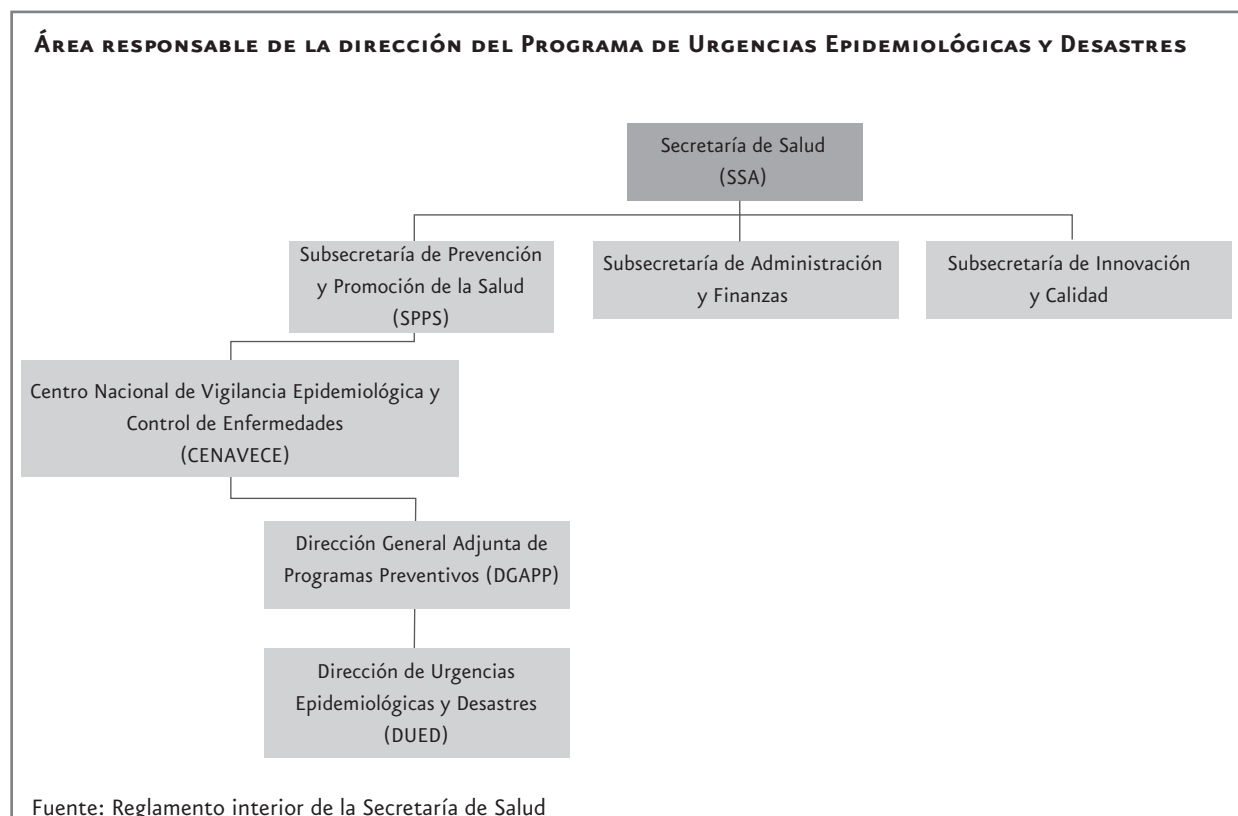 Área responsable de la dirección del Programa de Urgencias Epidemiológicas y Desastres
Secretaría de Salud
(SSA)
Subsecretaría de Prevención
y Promoción de la Salud
(SPPS)
Subsecretaría de Administración
y Finanzas
Subsecretaría de Innovación
y Calidad
Centro Nacional de Vigilancia Epidemiológica y
Control de Enfermedades
(CENAVECE)
Dirección General Adjunta de
Programas Preventivos (DGAPP)
Dirección de Urgencias
Epidemiológicas y Desastres
(DUED)
Fuente: Reglamento interior de la Secretaría de Salud